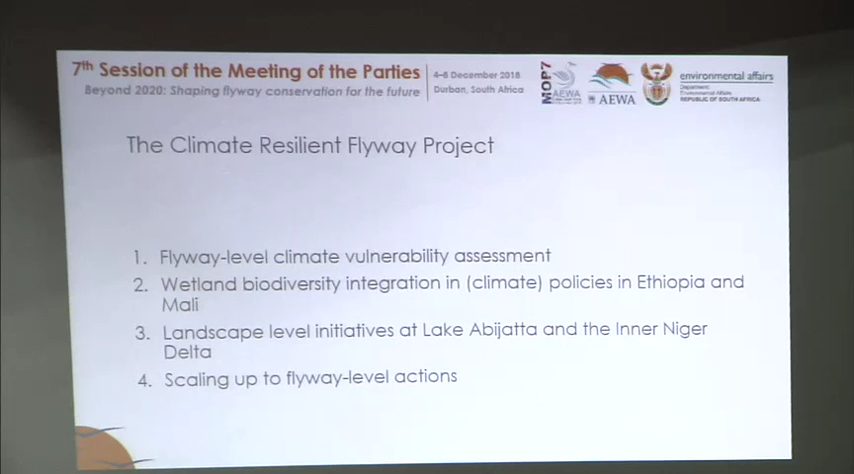 7th Session of the Meeting of the Parties
Beyond 2020: Shaping flyway conservation for the future
4–8 December 2018
Durban, South Africa
MOP7
AEWA
AEWA
environmental affairs
Department:
Environmental Affairs
REPUBLIC OF SOUTH AFRICA
The Climate Resilient Flyway Project
1. Flyway-level climate vulnerability assessment
2. Wetland biodiversity integration in (climate) policies in Ethiopia and
Mali
3. Landscape level initiatives at Lake Abijatta and the Inner Niger
Delta
4. Scaling up to flyway-level actions